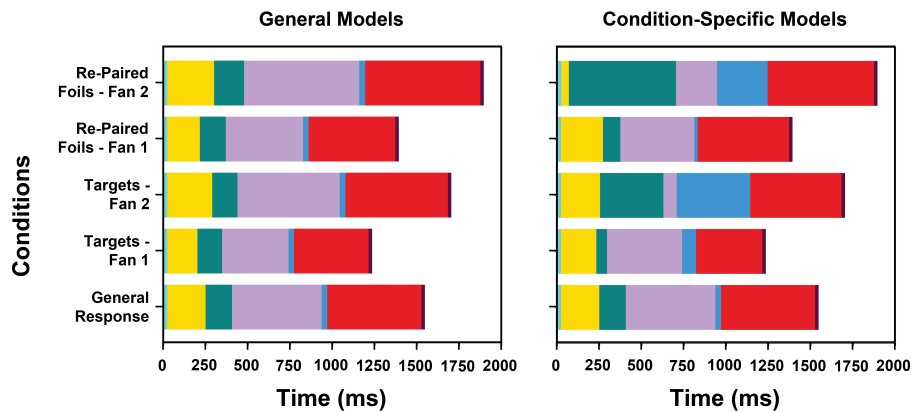 General Models
Condition-Specific Models
Conditions
Re-Paired
Foils - Fan 2
Re-Paired
Foils - Fan 1
Targets -
Fan 2
Targets -
Fan 1
General
Response
0 250 500 750 1000 1250 1500 1750 2000
Time (ms)
0 250 500 750 1000 1250 1500 1750 2000
Time (ms)